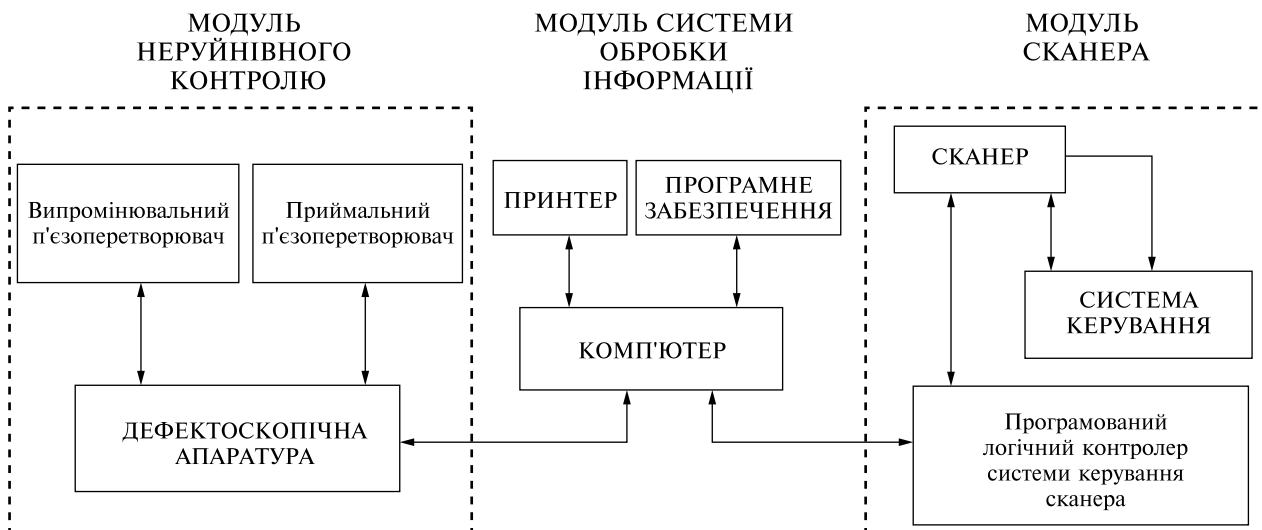 МОДУЛЬ
НЕРУЙНІВНОГО
КОНТРОЛЮ
МОДУЛЬ СИСТЕМИ
ОБРОБКИ
ІНФОРМАЦІЇ
МОДУЛЬ
СКАНЕРА
Випромінювальний
п'єзоперетворювач
Приймальний
п'єзоперетворювач
ПРИНТЕР
ПРОГРАМНЕ
ЗАБЕЗПЕЧЕННЯ
СКАНЕР
СИСТЕМА
КЕРУВАННЯ
КОМП'ЮТЕР
ДЕФЕКТОСКОПІЧНА
АПАРАТУРА
Програмований
логічний контролер
системи керування
сканера